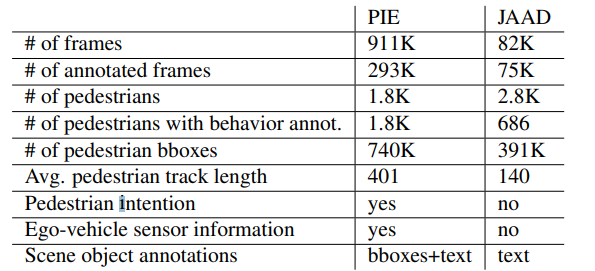 PIE JAAD
# of frames 911K 82K
# of annotated frames 293K 75K
# of pedestrians 1.8K 2.8K
# of pedestrians with behavior annot. 1.8K 686
# of pedestrian bboxes 740K 391K
Avg. pedestrian track length 401 140
Pedestrian intention yes no
Ego-vehicle sensor information yes no
Scene object annotations bboxes+text text